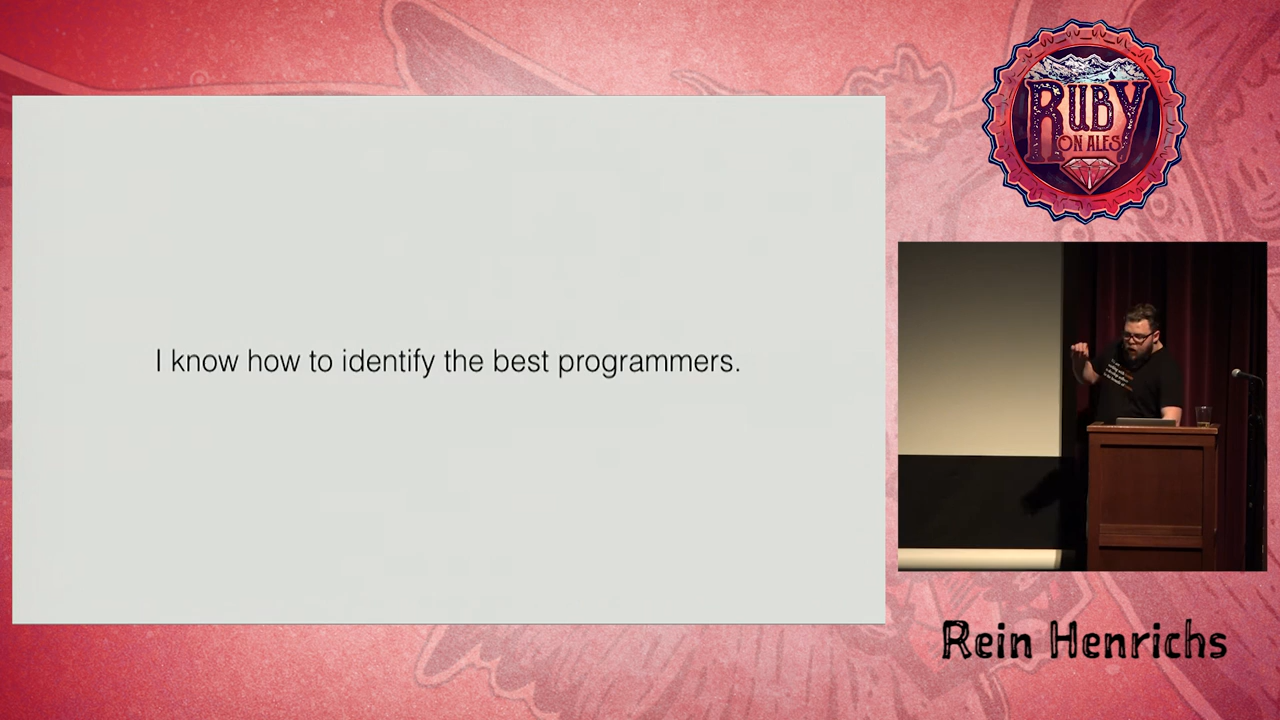 RUBY
ON ALES
I know how to identify the best programmers.
Rein Henrichs